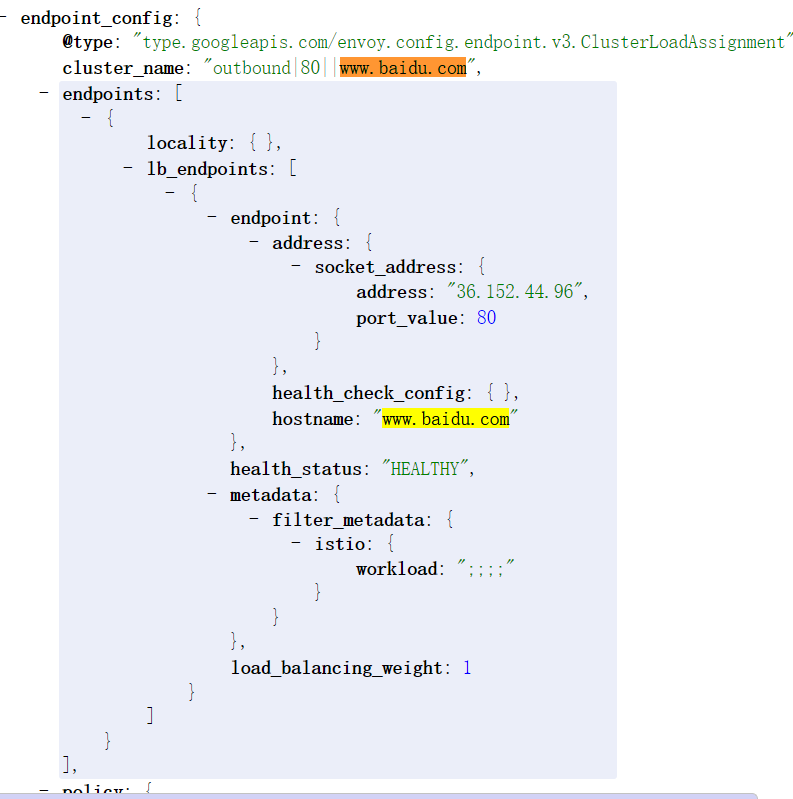 - endpoint_config: {
@type: "type.googleapis.com/envoy.config.endpoint.v3.ClusterLoadAssignment"
cluster_name: "outbound|80||www.baidu.com",
- endpoints: [
- {
locality: { },
- lb_endpoints: [
- {
- endpoint: {
- address: {
- socket_address: {
address: "36.152.44.96",
port_value: 80
}
},
health_check_config: { },
hostname: "www.baidu.com"
},
health_status: "HEALTHY",
- metadata: {
- filter_metadata: {
- istio: {
workload: ";;;;"
}
}
},
load_balancing_weight: 1
}
]
}
],
- policy: {